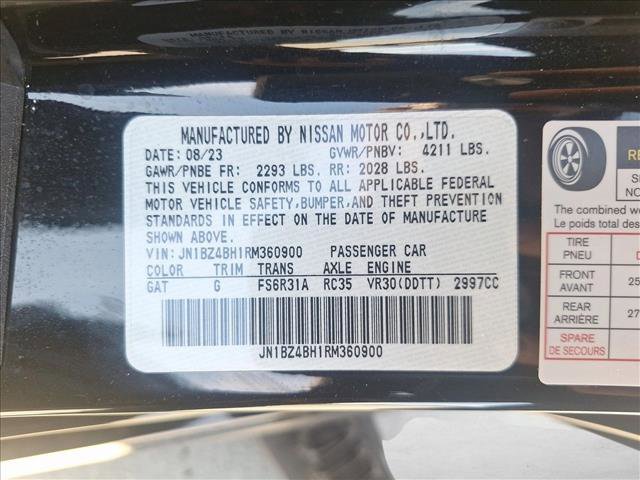 MANUFACTURED BY NISSAN MOTOR CO.,LTD.
DATE: 08/23 GVWR/PNBV: 4211 LBS.
GAWR/PNBE FR: 2293 LBS. RR: 2028 LBS.
THIS VEHICLE CONFORMS TO ALL APPLICABLE FEDERAL
MOTOR VEHICLE SAFETY,BUMPER,AND THEFT PREVENTION
STANDARDS IN EFFECT ON THE DATE OF MANUFACTURE
SHOWN ABOVE.
VIN: JN1BZ4BH1RM360900 PASSENGER CAR
COLOR TRIM TRANS AXLE ENGINE
GAT G FS6R31A RC35 VR30(DDTT) 2997CC
JN1BZ4BH1RM360900
The combined w
Le poids total des
TIRE
PNEU
FRONT
AVANT
25
REAR
ARRIÈRE
27
SPARE
DE SECOURS